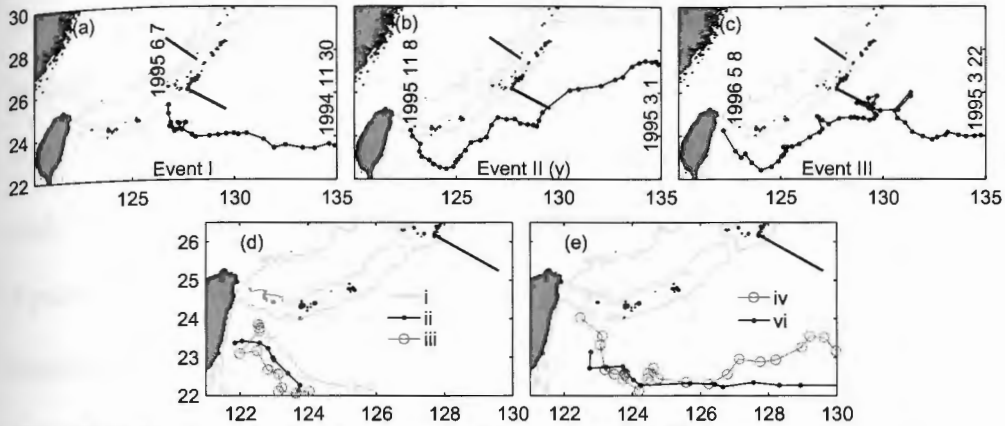 30
28
26
24
22
(a)
1995 6 7
1994 11 30
Event I
125
130
135
(b)
1995 11 8
1995 3 1
Event II (v)
125
130
135
(c)
1996 5 8
1995 3 22
Event III
125
130
135
26
25
24
23
22
(d)
i
ii
iii
122
124
126
128
130
(e)
iv
vi
122
124
126
128
130